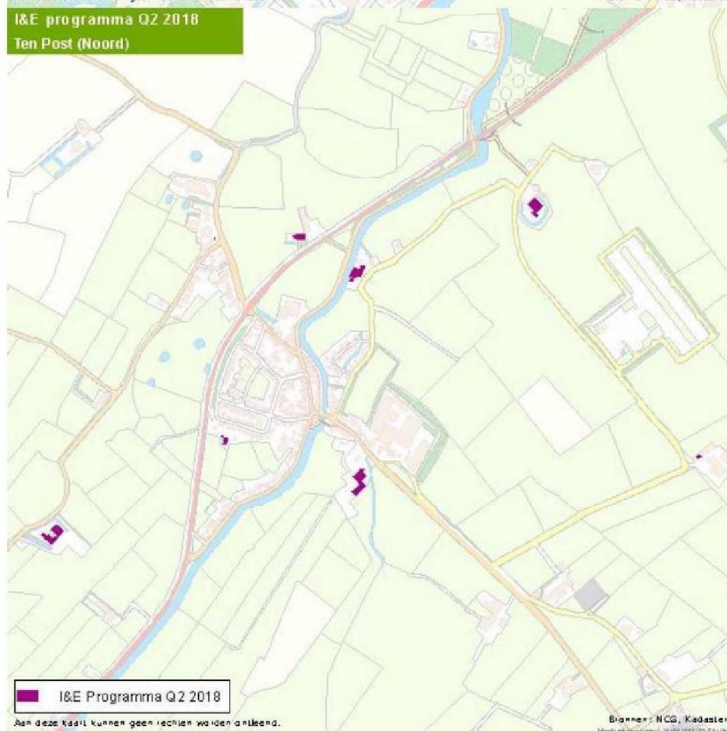 I&E programma Q2 2018
Ten Post (Noord)
I&E Programma Q2 2018
Aan deze kaart kunnen geen rechten worden ontleend.
Bronnen: NCG, Kadaster